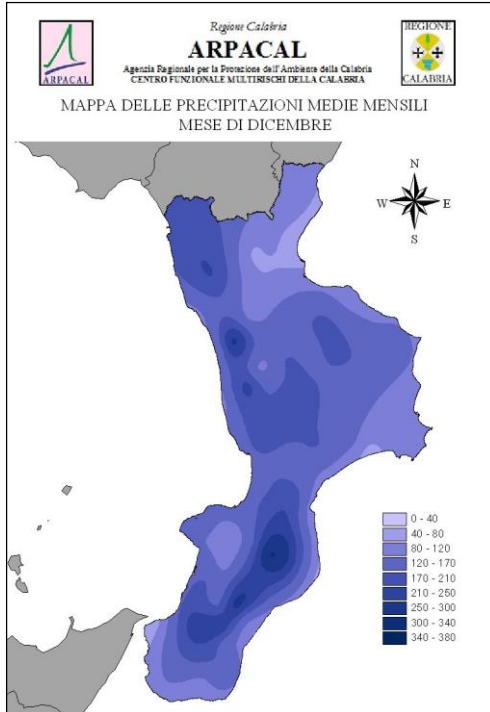 Regione Calabria
ARPACAL
Agenzia Regionale per la Protezione dell'Ambiente della Calabria
CENTRO FUNZIONALE MULTIRISCHI DELLA CALABRIA
ARPACAL
REGIONE
CALABRIA
MAPPA DELLE PRECIPITAZIONI MEDIE MENSILI
MESE DI DICEMBRE
N
W E
S
0 - 40
40 - 80
80 - 120
120 - 170
170 - 210
210 - 250
250 - 300
300 - 340
340 - 380